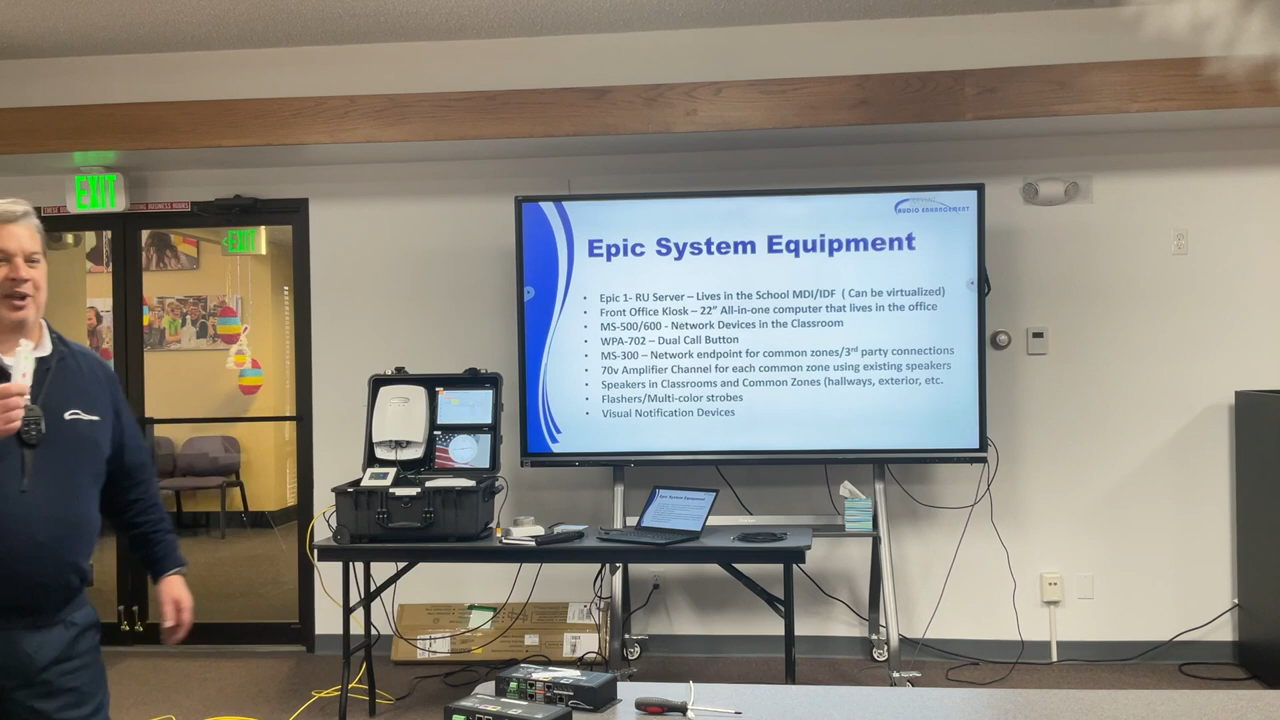 EXIT
EXIT
AUDIO ENHANCEMENT
Epic System Equipment
• Epic 1- RU Server – Lives in the School MDI/IDF ( Can be virtualized)
• Front Office Kiosk – 22” All-in-one computer that lives in the office
• MS-500/600 - Network Devices in the Classroom
• WPA-702 – Dual Call Button
• MS-300 – Network endpoint for common zones/3rd party connections
• 70v Amplifier Channel for each common zone using existing speakers
• Speakers in Classrooms and Common Zones (hallways, exterior, etc.
• Flashers/Multi-color strobes
• Visual Notification Devices
Epic System Equipment